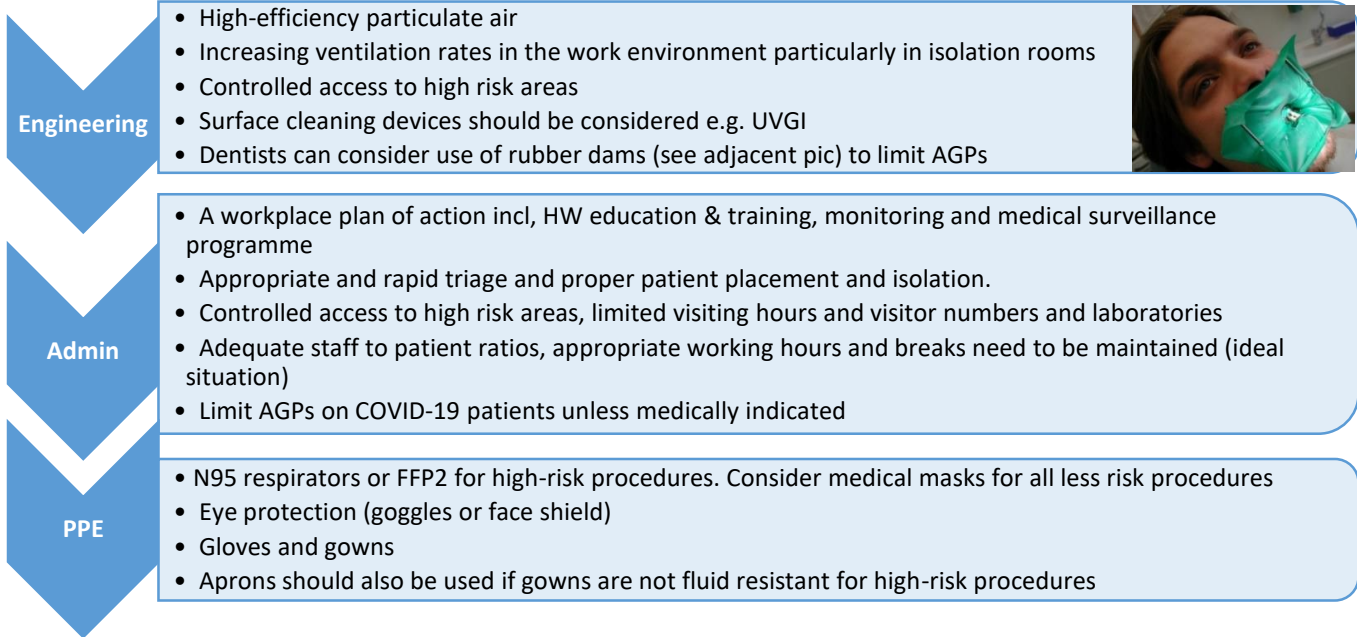 Engineering
• High-efficiency particulate air
• Increasing ventilation rates in the work environment particularly in isolation rooms
• Controlled access to high risk areas
• Surface cleaning devices should be considered e.g. UVGI
• Dentists can consider use of rubber dams (see adjacent pic) to limit AGPs
Admin
• A workplace plan of action incl, HW education & training, monitoring and medical surveillance
programme
• Appropriate and rapid triage and proper patient placement and isolation.
• Controlled access to high risk areas, limited visiting hours and visitor numbers and laboratories
• Adequate staff to patient ratios, appropriate working hours and breaks need to be maintained (ideal
situation)
• Limit AGPs on COVID-19 patients unless medically indicated
PPE
• N95 respirators or FFP2 for high-risk procedures. Consider medical masks for all less risk procedures
• Eye protection (goggles or face shield)
• Gloves and gowns
• Aprons should also be used if gowns are not fluid resistant for high-risk procedures